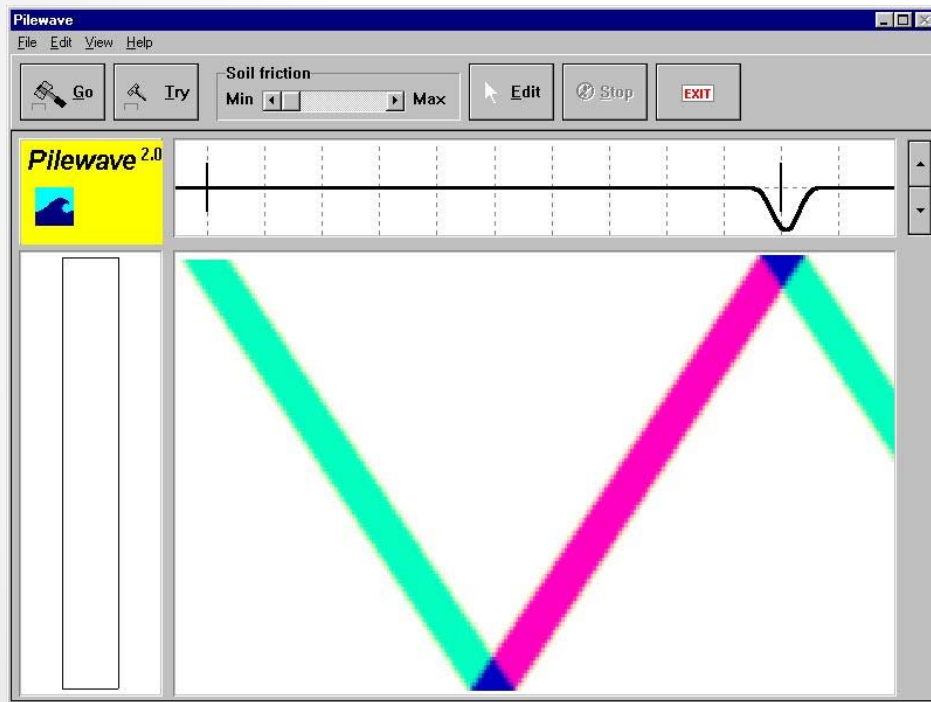 Pilewave
File Edit View Help
Go
Try
Soil friction
Min
Max
Edit
Stop
EXIT
Pilewave 2.0